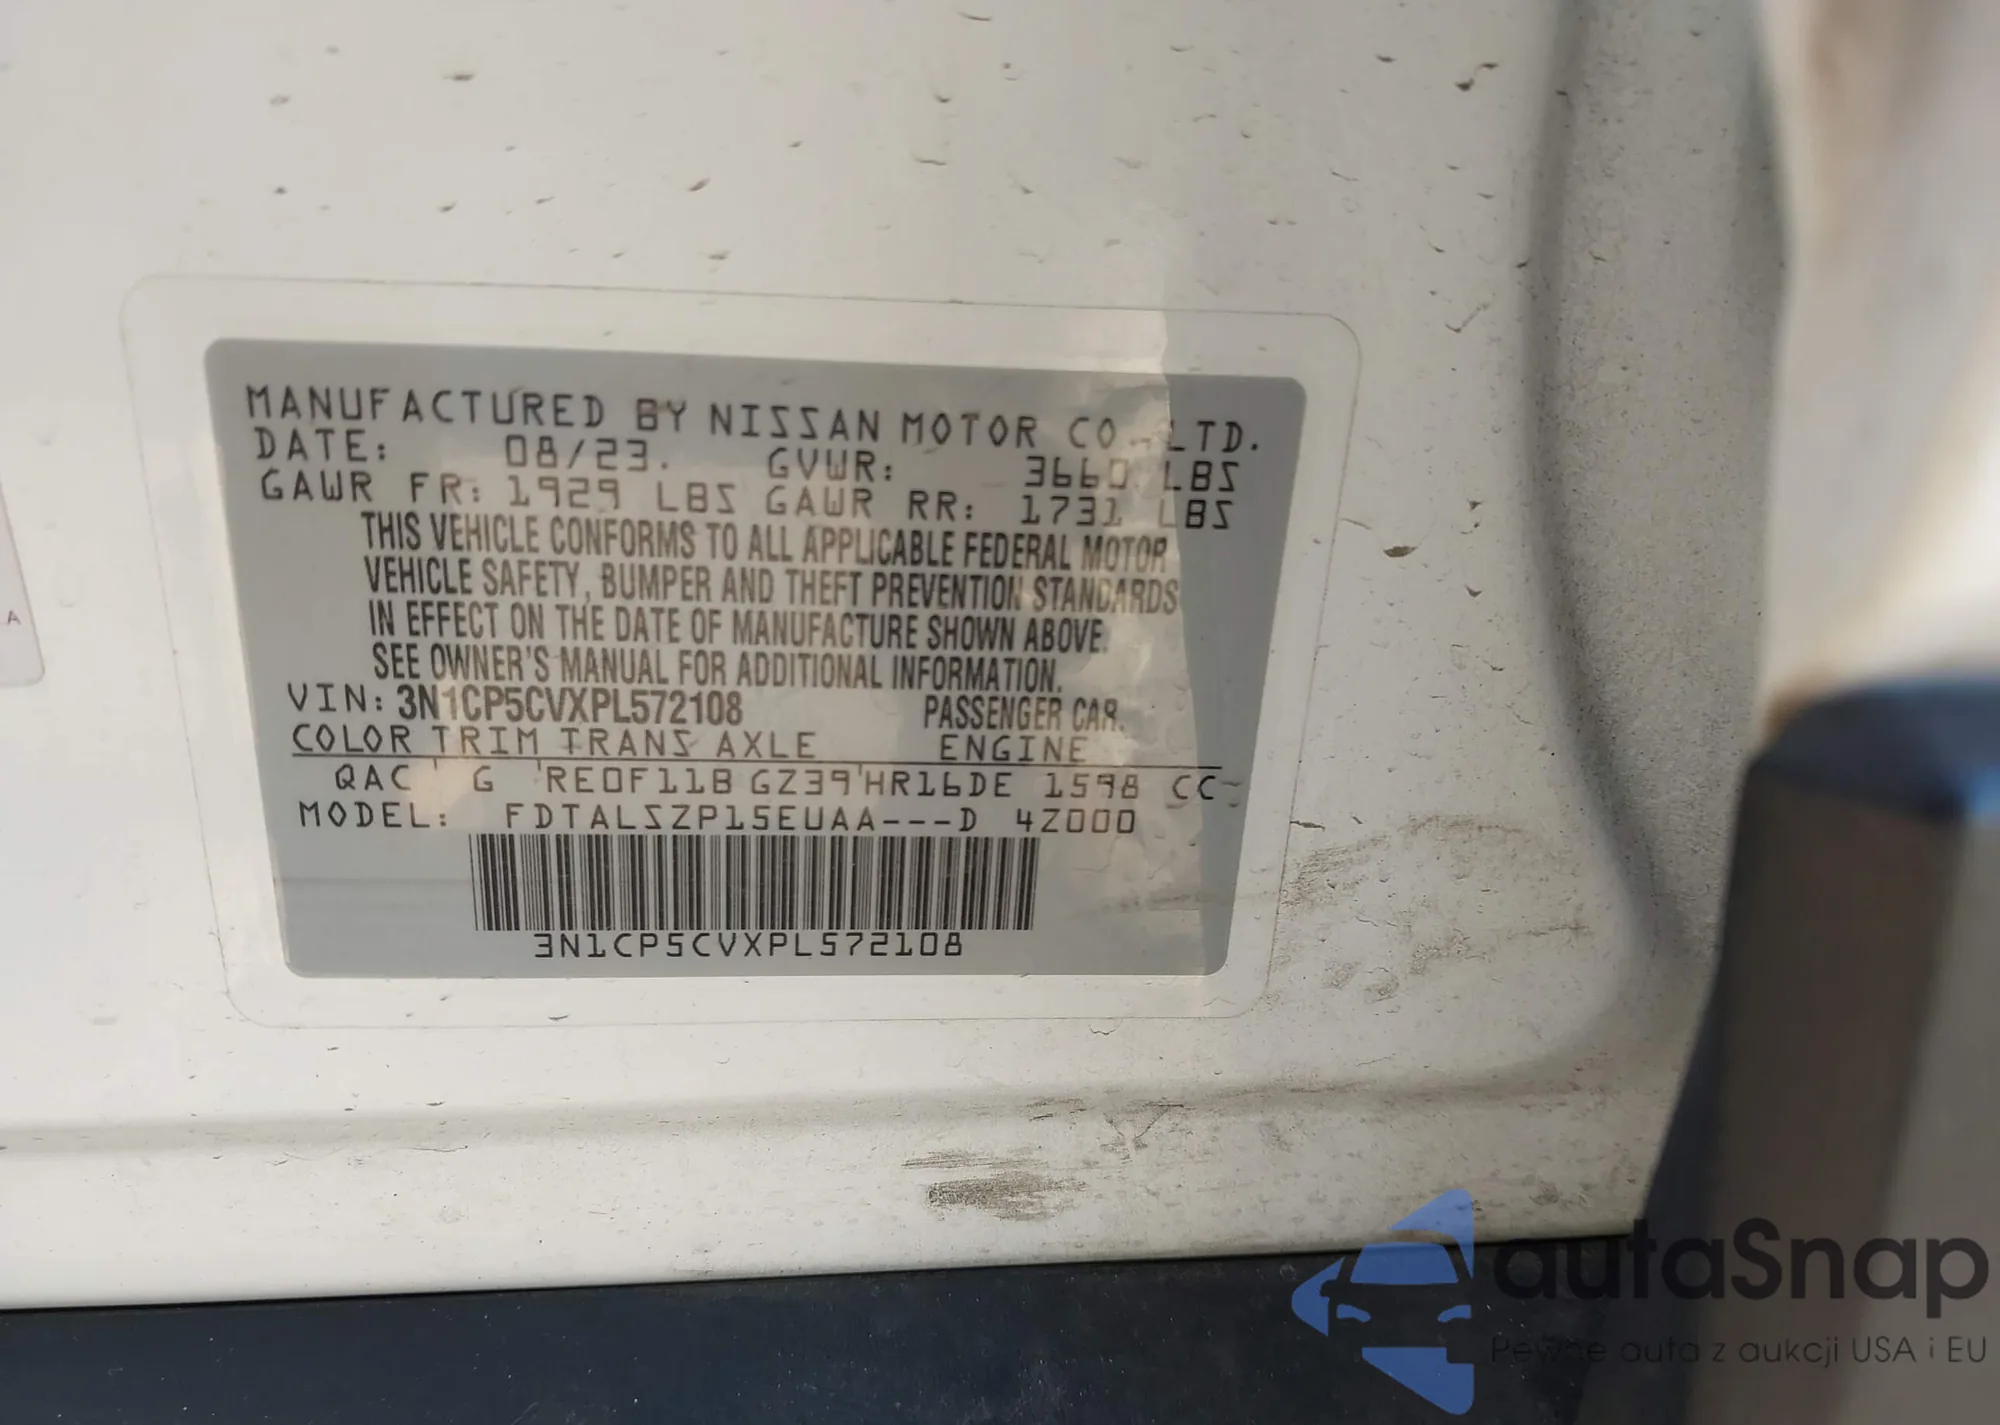 MANUFACTURED BY NISSAN MOTOR CO., LTD.
DATE: 08/23. GVWR: 3660 LBS
GAWR FR: 1929 LBS GAWR RR: 1731 LBS
THIS VEHICLE CONFORMS TO ALL APPLICABLE FEDERAL MOTOR
VEHICLE SAFETY, BUMPER AND THEFT PREVENTION STANDARDS
IN EFFECT ON THE DATE OF MANUFACTURE SHOWN ABOVE.
SEE OWNER'S MANUAL FOR ADDITIONAL INFORMATION.
VIN: 3N1CP5CVXPL572108 PASSENGER CAR.
COLOR TRIM TRANS AXLE ENGINE
QAC ' G 'RE0F11B GZ39'HR16DE 1598 CC
MODEL: FDTALSZP15EUAA---D 4Z000
3N1CP5CVXPL572108
A
autaSnap
Pewne auta z aukcji USA i EU